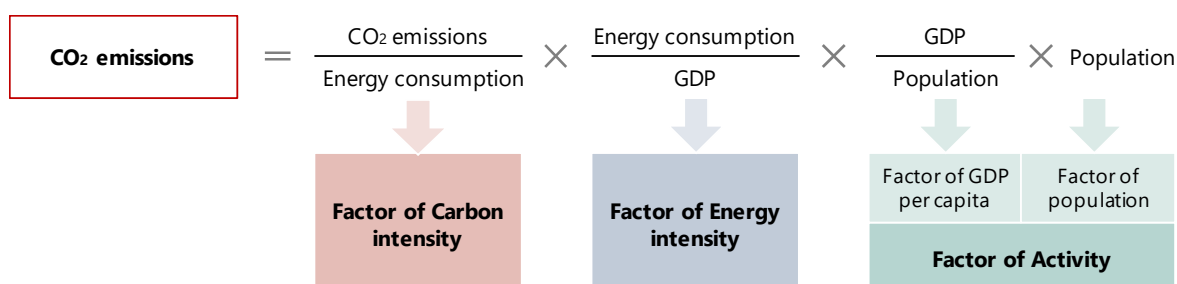 CO2 emissions = CO2 emissions / Energy consumption × Energy consumption / GDP × GDP / Population × Population
Factor of Carbon
intensity
Factor of Energy
intensity
Factor of GDP
per capita
Factor of
population
Factor of Activity